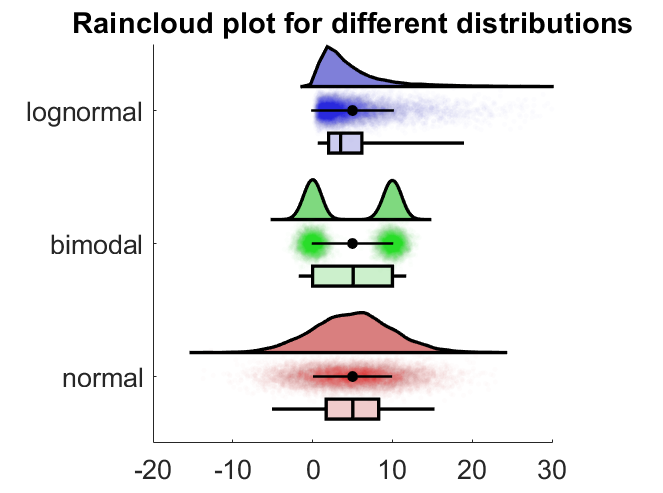 Raincloud plot for different distributions
lognormal
bimodal
normal
-20 -10 0 10 20 30